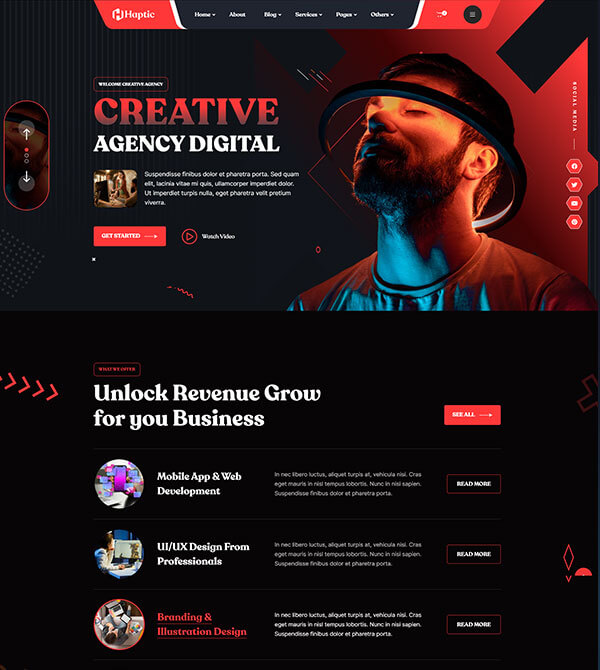 Haptic
Home
About
Blog
Services
Pages
Others
WELCOME CREATIVE AGENCY
CREATIVE
AGENCY DIGITAL
Suspendisse finibus dolor et pharetra porta. Sed quam
elit, lacinia vitae mi quis, ullamcorper imperdiet dolor.
Ut imperdiet turpis nulla, eget pharetra velit pretium
viverra.
GET STARTED
Watch Video
SOCIAL MEDIA
WHAT WE OFFER
Unlock Revenue Grow
for you Business
SEE ALL
Mobile App & Web
Development
In nec libero luctus, aliquet turpis at, vehicula nisi. Cras
eget mauris in nisl tempus lobortis. Nunc in nisi sapien.
Suspendisse finibus dolor et pharetra porta.
READ MORE
UI/UX Design From
Professionals
In nec libero luctus, aliquet turpis at, vehicula nisi. Cras
eget mauris in nisl tempus lobortis. Nunc in nisi sapien.
Suspendisse finibus dolor et pharetra porta.
READ MORE
Branding &
Illustration Design
In nec libero luctus, aliquet turpis at, vehicula nisi. Cras
eget mauris in nisl tempus lobortis. Nunc in nisi sapien.
Suspendisse finibus dolor et pharetra porta.
READ MORE